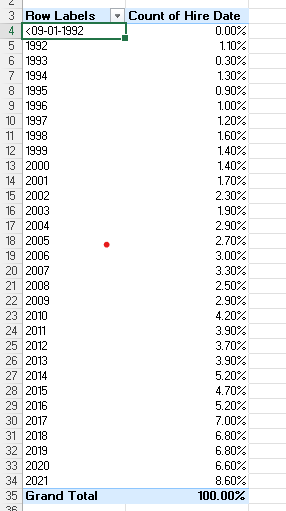 2
3 Row Labels Count of Hire Date
4 <09-01-1992 0.00%
5 1992 1.10%
6 1993 0.30%
7 1994 1.30%
8 1995 0.90%
9 1996 1.00%
10 1997 1.20%
11 1998 1.60%
12 1999 1.40%
13 2000 1.40%
14 2001 1.70%
15 2002 2.30%
16 2003 1.90%
17 2004 2.90%
18 2005 2.70%
19 2006 3.00%
20 2007 3.30%
21 2008 2.50%
22 2009 2.90%
23 2010 4.20%
24 2011 3.90%
25 2012 3.70%
26 2013 3.90%
27 2014 5.20%
28 2015 4.70%
29 2016 5.20%
30 2017 7.00%
31 2018 6.80%
32 2019 6.80%
33 2020 6.60%
34 2021 8.60%
35 Grand Total 100.00%
36